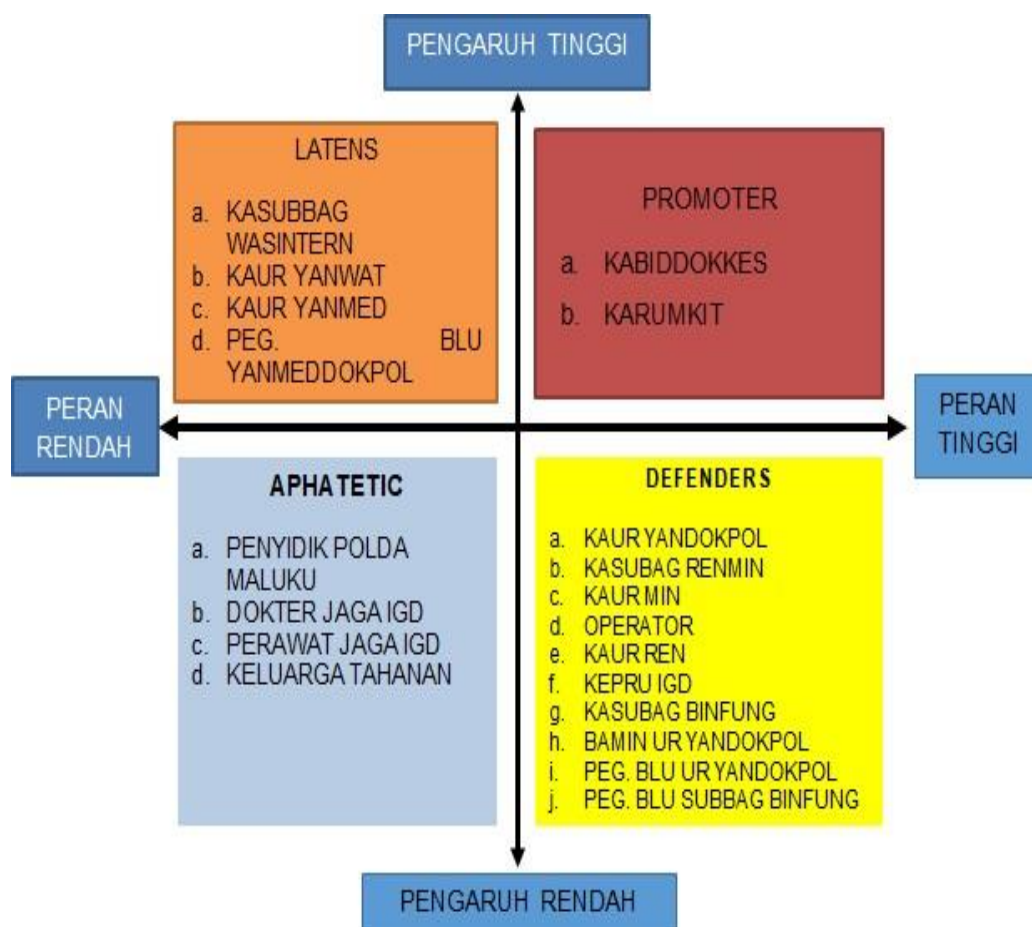 PENGARUH TINGGI
LATENS
a. KASUBBAG
WASINTERN
b. KAUR YANWAT
c. KAUR YANMED
d. PEG. BLU
YANMEDDOKPOL
PROMOTER
a. KABIDDOKKES
b. KARUMKIT
PERAN
RENDAH
PERAN
TINGGI
APHATETIC
a. PENYIDIK POLDA
MALUKU
b. DOKTER JAGA IGD
c. PERAWAT JAGA IGD
d. KELUARGA TAHANAN
DEFENDERS
a. KAUR YANDOKPOL
b. KASUBAG RENMIN
c. KAUR MIN
d. OPERATOR
e. KAUR REN
f. KEPRU IGD
g. KASUBAG BINFUNG
h. BAMIN UR YANDOKPOL
i. PEG. BLU UR YANDOKPOL
j. PEG. BLU SUBBAG BINFUNG
PENGARUH RENDAH